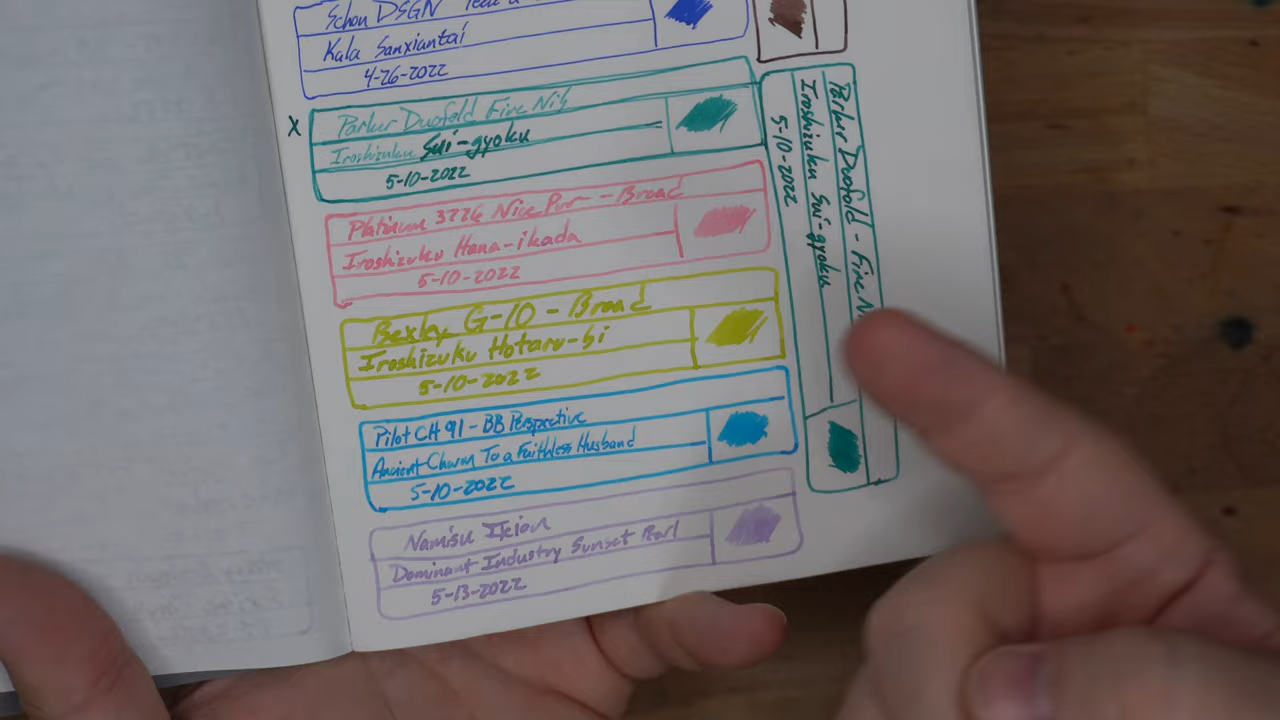 Schon DSGN
Kala Sanxiantai
4-26-2022
X
Parker Duofold Fine Nib
Iroshizuku Sui-gyoku
5-10-2022
Platinum 3776 Nice Pur - Broad
Iroshizuku Hana-ikada
5-10-2022
Bexley G-10 - Broad
Iroshizuku Hotaru-bi
5-10-2022
Pilot CH 91 - BB Perspective
Ancient Charm To a Faithless Husband
5-10-2022
Namisu Ixion
Dominant Industry Sunset Pearl
5-13-2022
Parker Duofold - Fine N
Iroshizuku Sui-gyoku
5-10-2022